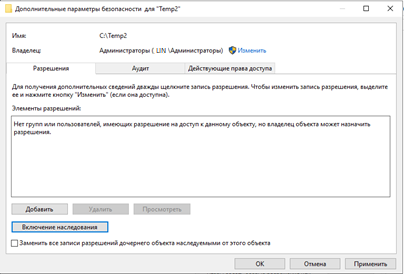 Дополнительные параметры безопасности для "Temp2"
Имя: C:\Temp2
Владелец: Администраторы ( LIN \Администраторы) Изменить
Разрешения Аудит Действующие права доступа
Для получения дополнительных сведений дважды щелкните запись разрешения. Чтобы изменить запись разрешения, выделите
ее и нажмите кнопку "Изменить" (если она доступна).
Элементы разрешений:
Нет групп или пользователей, имеющих разрешение на доступ к данному объекту, но владелец объекта может назначить
разрешения.
Добавить Удалить Просмотреть
Включение наследования
Заменить все записи разрешений дочернего объекта наследуемыми от этого объекта
ОК Отмена Применить